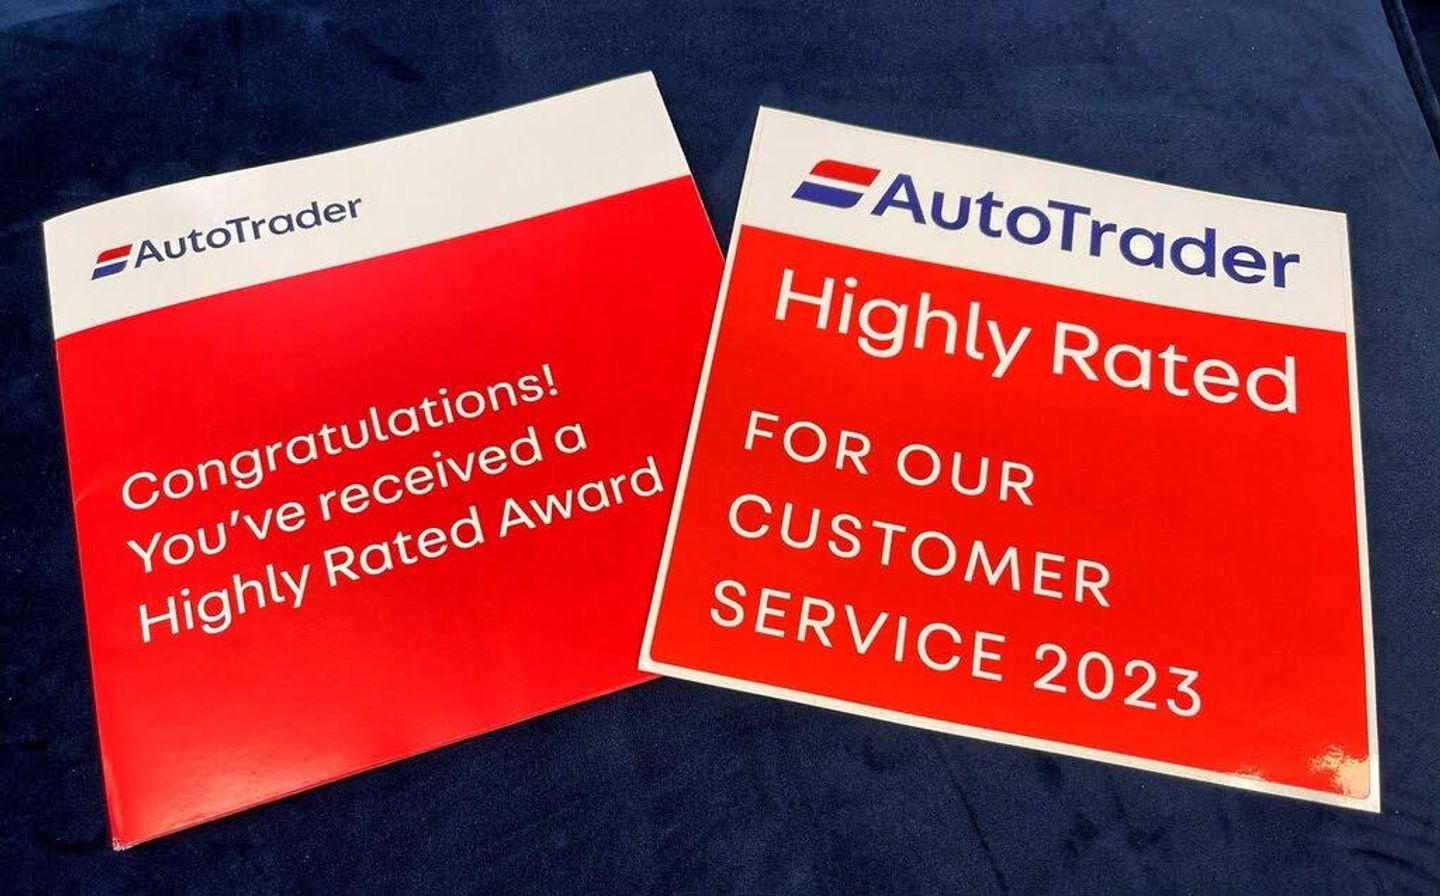 AutoTrader
Congratulations!
You've received a
Highly Rated Award
AutoTrader
Highly Rated
FOR OUR
CUSTOMER
SERVICE 2023